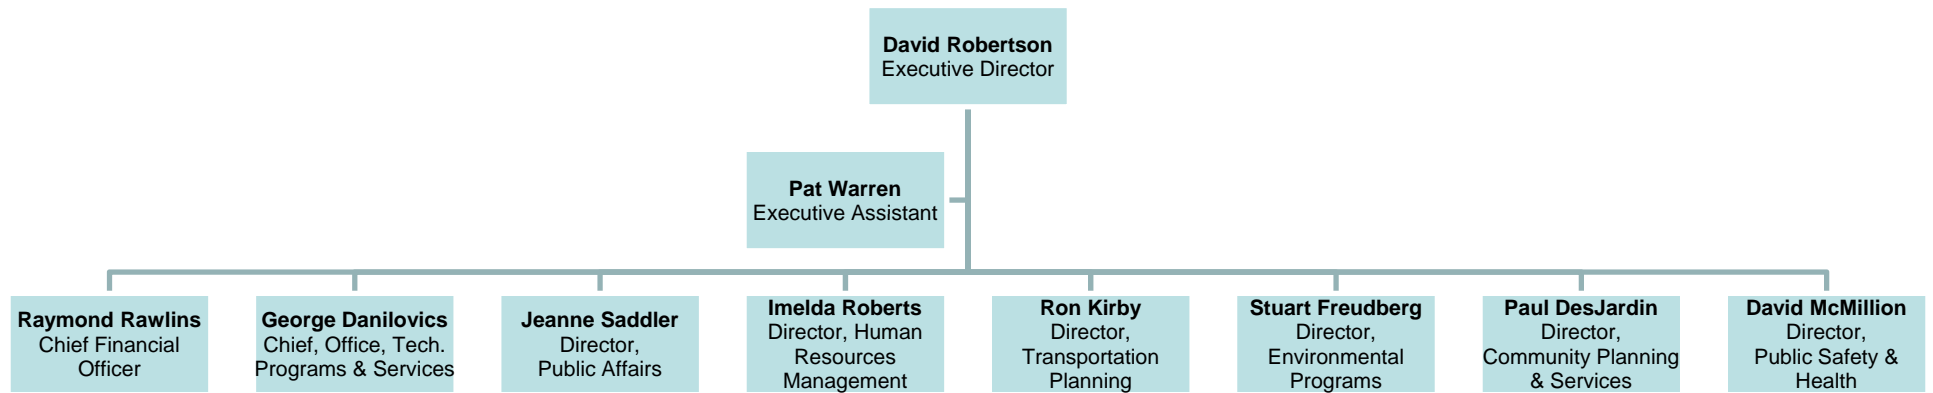 David Robertson
Executive Director
Pat Warren
Executive Assistant
Raymond Rawlins
Chief Financial
Officer
George Danilovics
Chief, Office, Tech.
Programs & Services
Jeanne Saddler
Director,
Public Affairs
Imelda Roberts
Director, Human
Resources
Management
Ron Kirby
Director,
Transportation
Planning
Stuart Freudberg
Director,
Environmental
Programs
Paul DesJardin
Director,
Community Planning
& Services
David McMillion
Director,
Public Safety &
Health